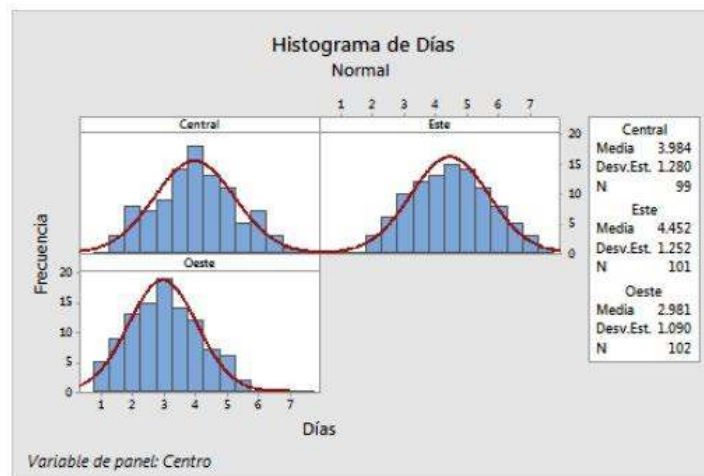 Histograma de Días
Normal
1 2 3 4 5 6 7
Central
Este
20
15
10
5
0
Frecuencia
Oeste
20
15
10
5
0
1 2 3 4 5 6 7
Días
Central
Media 3.984
Desv.Est. 1.280
N 99
Este
Media 4.452
Desv.Est. 1.252
N 101
Oeste
Media 2.981
Desv.Est. 1.090
N 102
Variable de panel: Centro